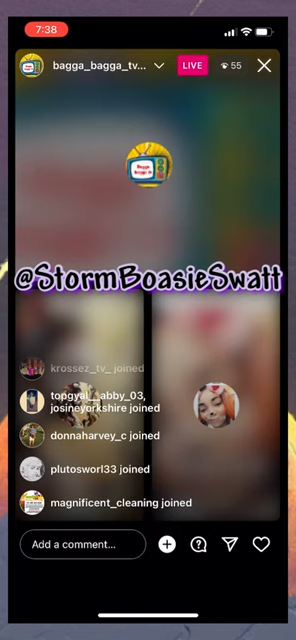 7:38
bagga_bagga_tv...
LIVE
55
@StormBoasieSwatt
krossez_tv_ joined
topgyal__abby_03,
josineyorkshire joined
donnaharvey_c joined
plutosworl33 joined
magnificent_cleaning joined
Add a comment...